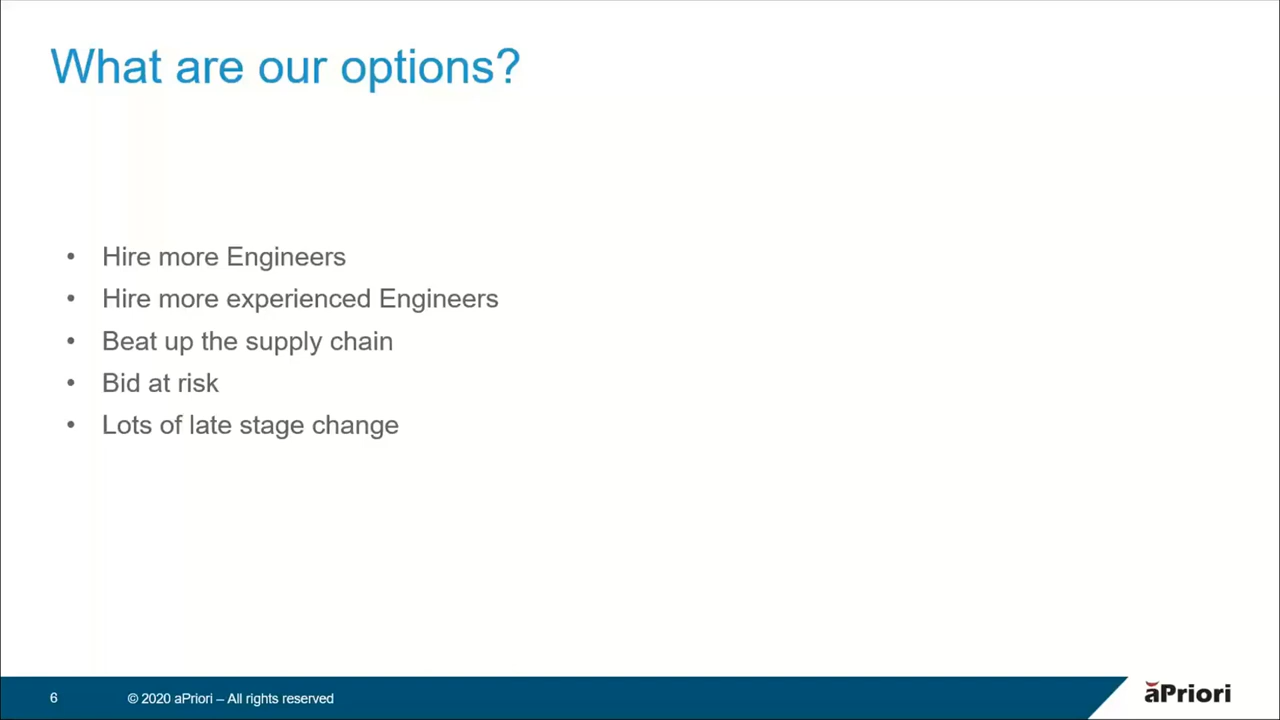 What are our options?
• Hire more Engineers
• Hire more experienced Engineers
• Beat up the supply chain
• Bid at risk
• Lots of late stage change
6 © 2020 aPriori – All rights reserved
aPriori